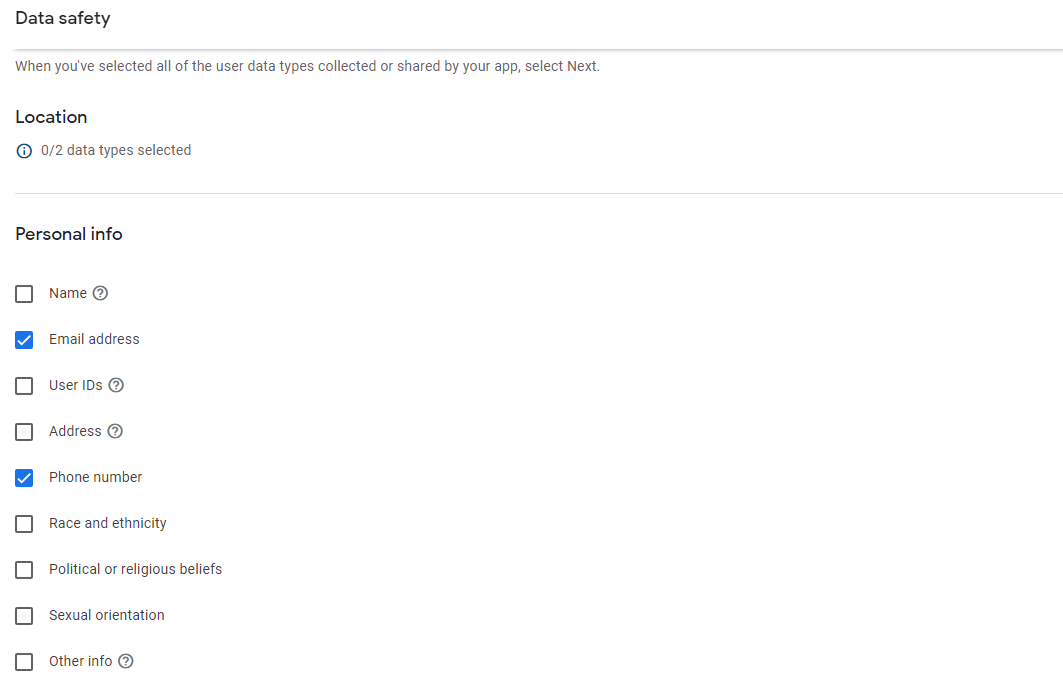 Data safety
When you've selected all of the user data types collected or shared by your app, select Next.
Location
0/2 data types selected
Personal info
Name
Email address
User IDs
Address
Phone number
Race and ethnicity
Political or religious beliefs
Sexual orientation
Other info